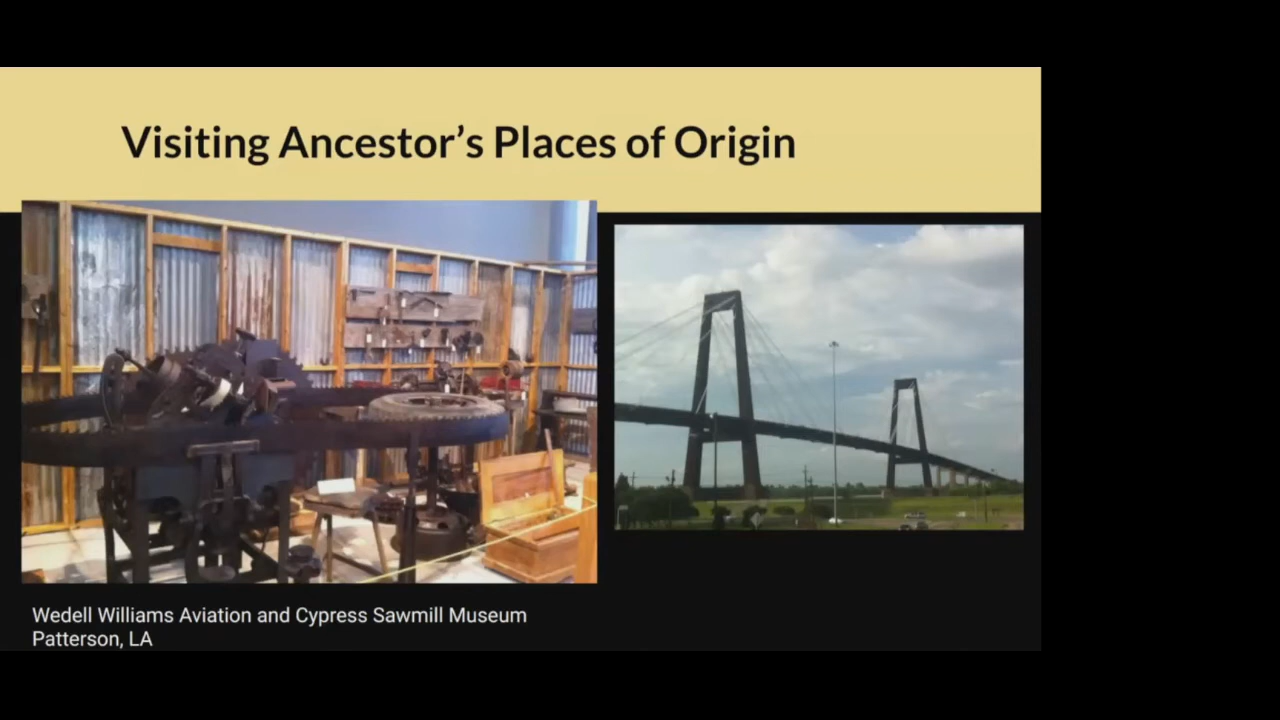 Visiting Ancestor’s Places of Origin
Wedell Williams Aviation and Cypress Sawmill Museum
Patterson, LA